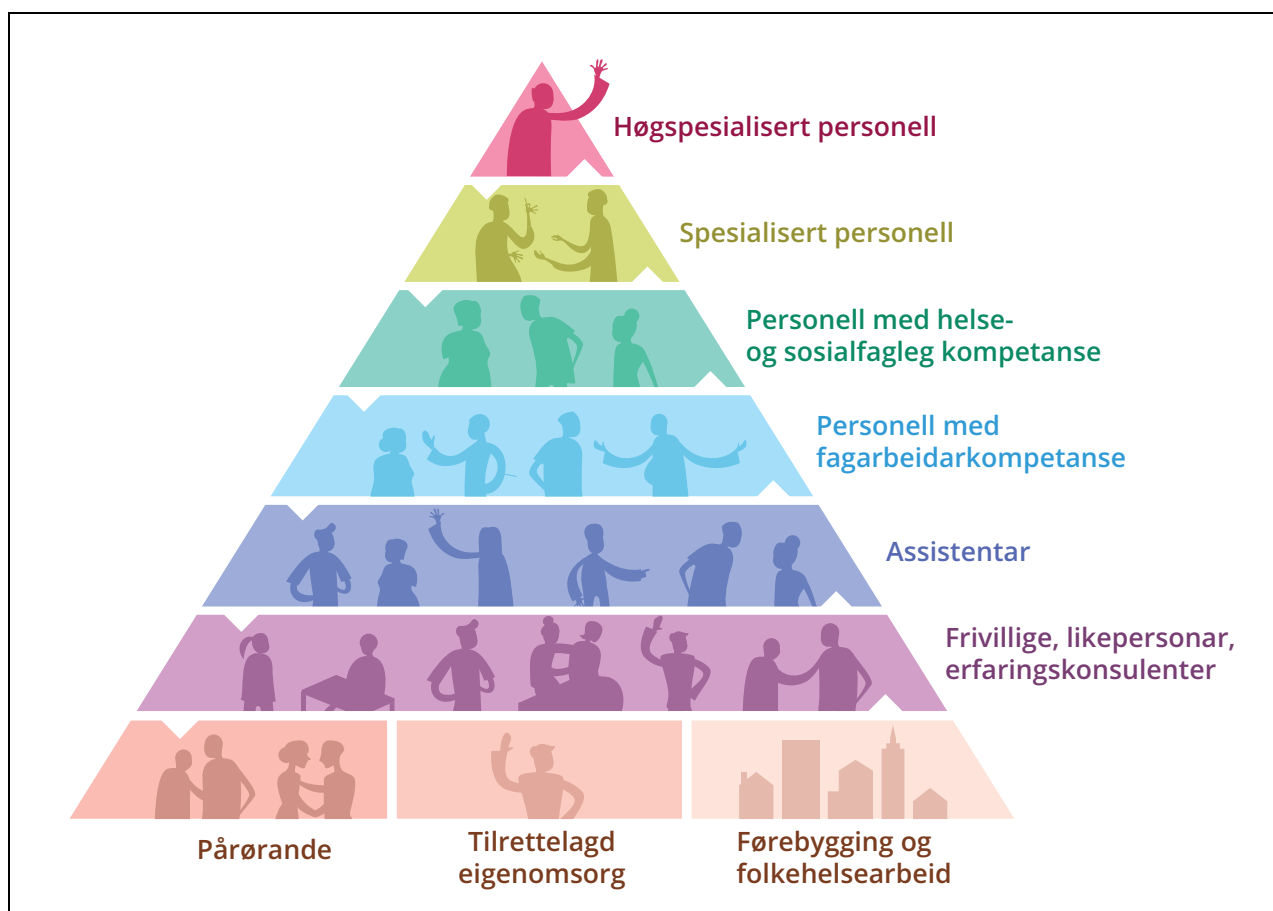 Høgspesialisert personell
Spesialisert personell
Personell med helse-
og sosialfagleg kompetanse
Personell med
fagarbeidarkompetanse
Assistentar
Frivillige, likepersonar,
erfaringskonsulenter
Pårørande
Tilrettelagd
eigenomsorg
Førebygging og
folkehelsearbeid